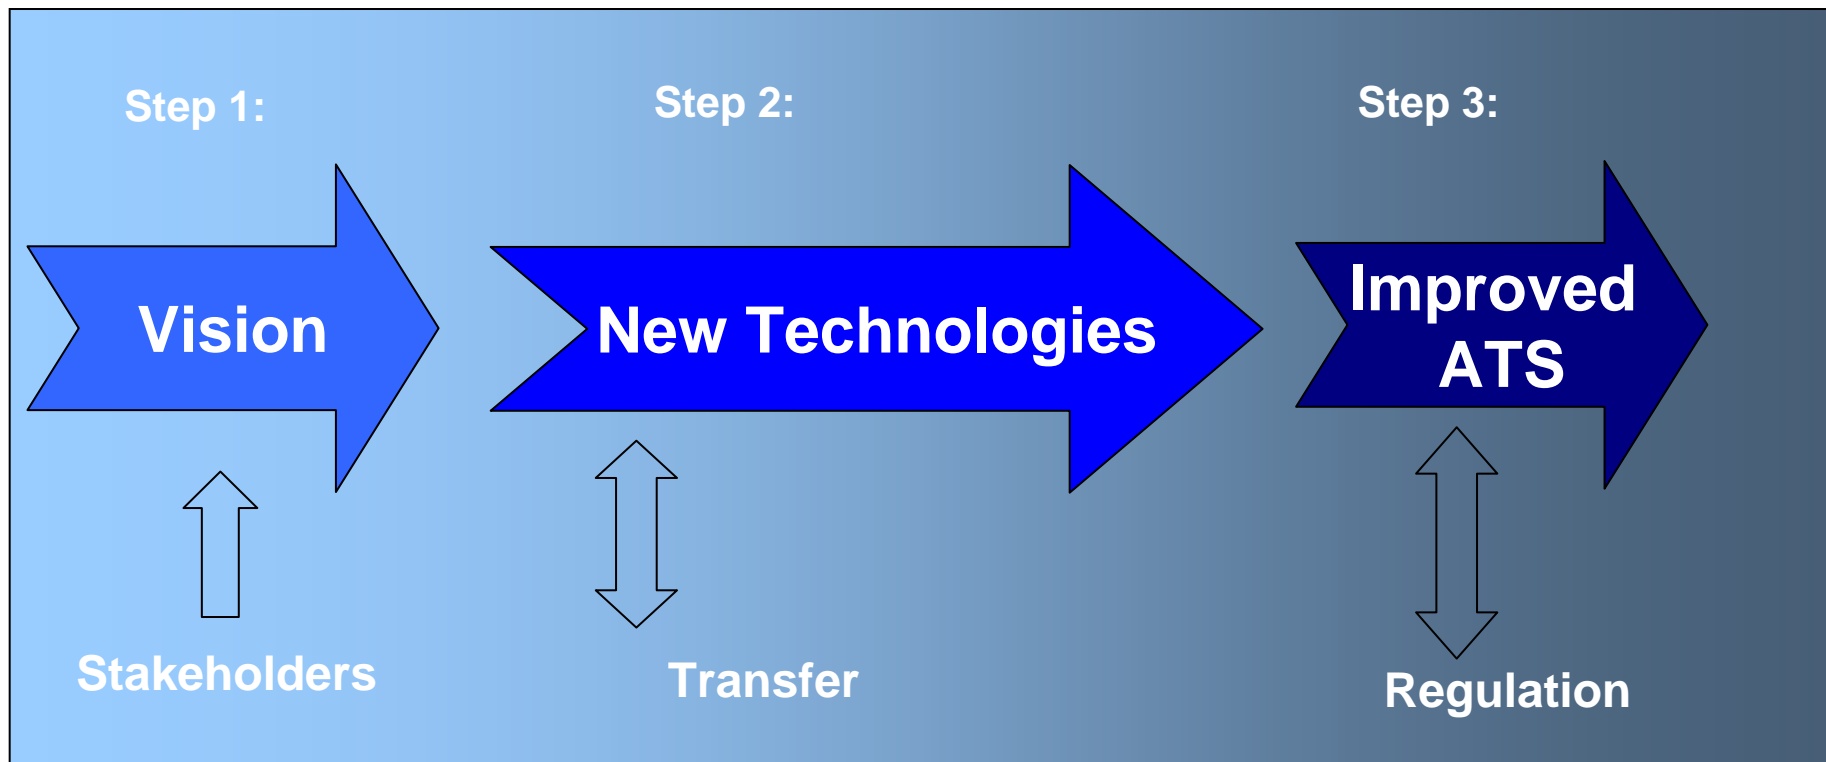 Step 1:
Step 2:
Step 3:
Vision
New Technologies
Improved
ATS
Stakeholders
Transfer
Regulation